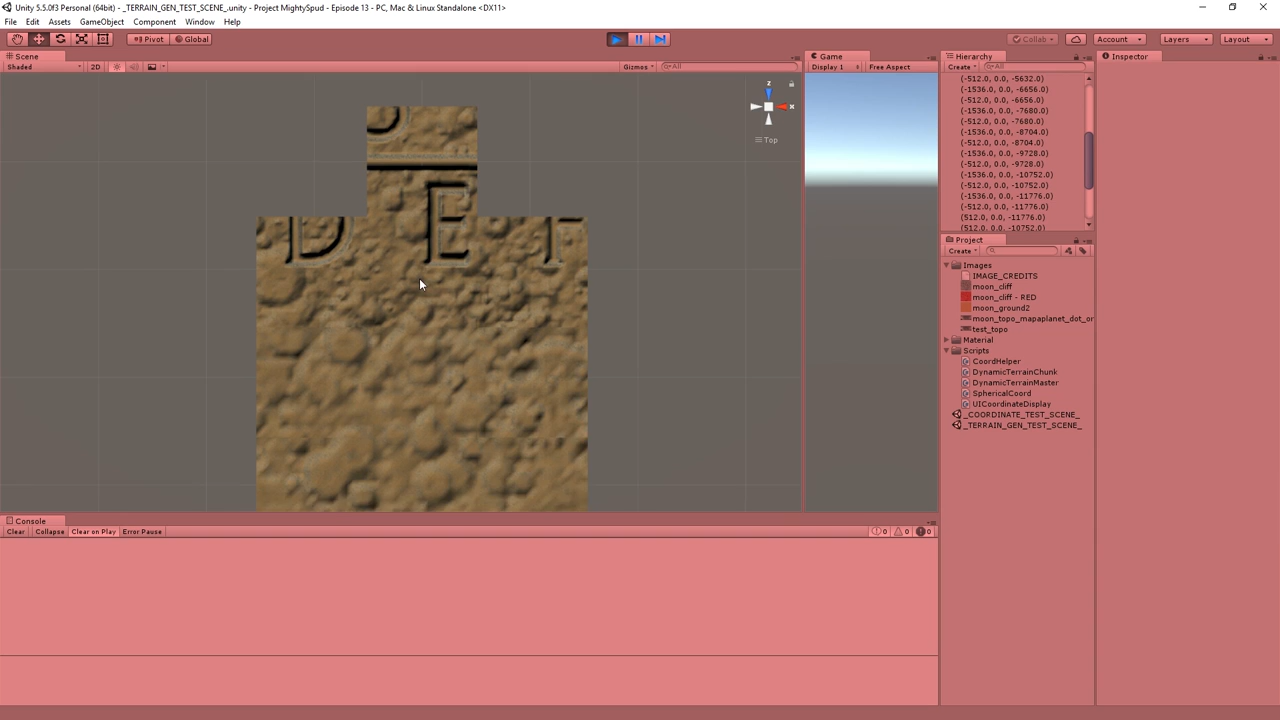 Unity 5.5.0f3 Personal (64bit) - _TERRAIN_GEN_TEST_SCENE_.unity - Project MightySpud - Episode 13 - PC, Mac & Linux Standalone <DX11>
File Edit Assets GameObject Component Window Help
Pivot Global Collab Account Layers Layout
Scene
Shaded 2D Gizmos All
z
x
Top
D
D E
Game
Display 1 Free Aspect
Hierarchy
Create All
(-512.0, 0.0, -5632.0)
(-1536.0, 0.0, -6656.0)
(-512.0, 0.0, -6656.0)
(-1536.0, 0.0, -7680.0)
(-512.0, 0.0, -7680.0)
(-1536.0, 0.0, -8704.0)
(-512.0, 0.0, -8704.0)
(-1536.0, 0.0, -9728.0)
(-512.0, 0.0, -9728.0)
(-1536.0, 0.0, -10752.0)
(-512.0, 0.0, -10752.0)
(-1536.0, 0.0, -11776.0)
(-512.0, 0.0, -11776.0)
(512.0, 0.0, -11776.0)
(512.0, 0.0, -10752.0)
Project
Create
Images
IMAGE_CREDITS
moon_cliff
moon_cliff - RED
moon_ground2
moon_topo_mapaplanet_dot_or
test_topo
Material
Scripts
CoordHelper
DynamicTerrainChunk
DynamicTerrainMaster
SphericalCoord
UICoordinateDisplay
_COORDINATE_TEST_SCENE_
_TERRAIN_GEN_TEST_SCENE_
Inspector
Console
Clear Collapse Clear on Play Error Pause 0 0 0